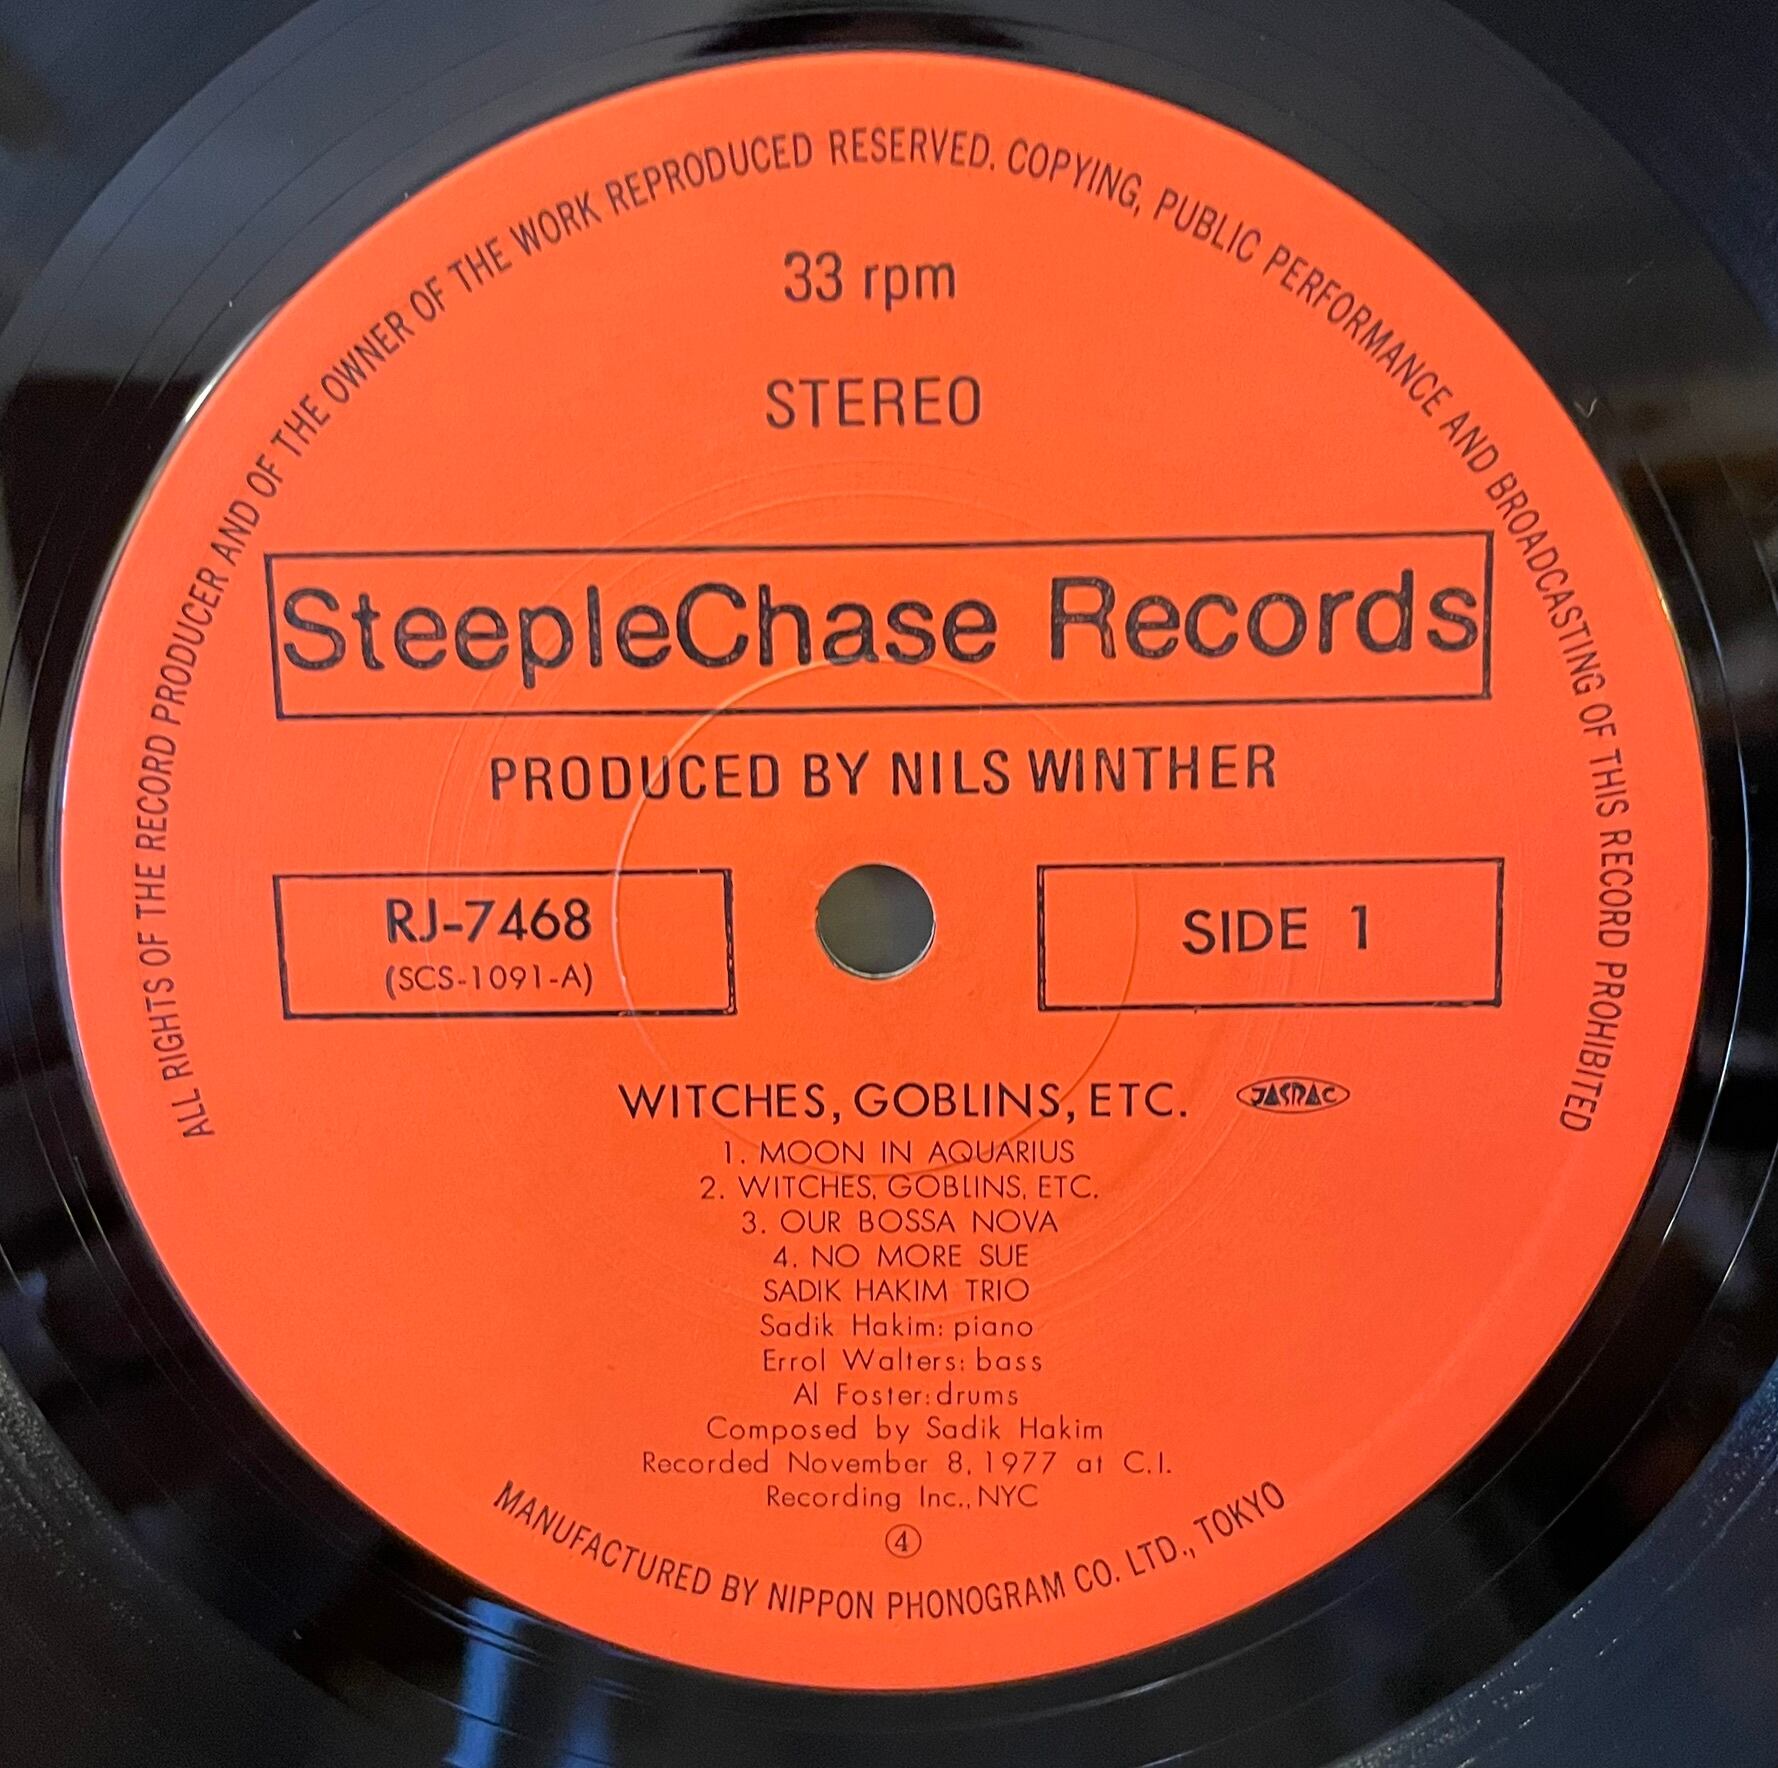 ALL RIGHTS OF THE RECORD PRODUCER AND OF THE OWNER OF THE WORK REPRODUCED RESERVED. COPYING, PUBLIC PERFORMANCE AND BROADCASTING OF THIS RECORD PROHIBITED
33 rpm
STEREO
SteepleChase Records
PRODUCED BY NILS WINTHER
RJ-7468
(SCS-1091-A)
SIDE 1
WITCHES, GOBLINS, ETC.
JASRAC
1. MOON IN AQUARIUS
2. WITCHES, GOBLINS, ETC.
3. OUR BOSSA NOVA
4. NO MORE SUE
SADIK HAKIM TRIO
Sadik Hakim: piano
Errol Walters: bass
Al Foster: drums
Composed by Sadik Hakim
Recorded November 8, 1977 at C.I.
Recording Inc., NYC
④
MANUFACTURED BY NIPPON PHONOGRAM CO. LTD., TOKYO